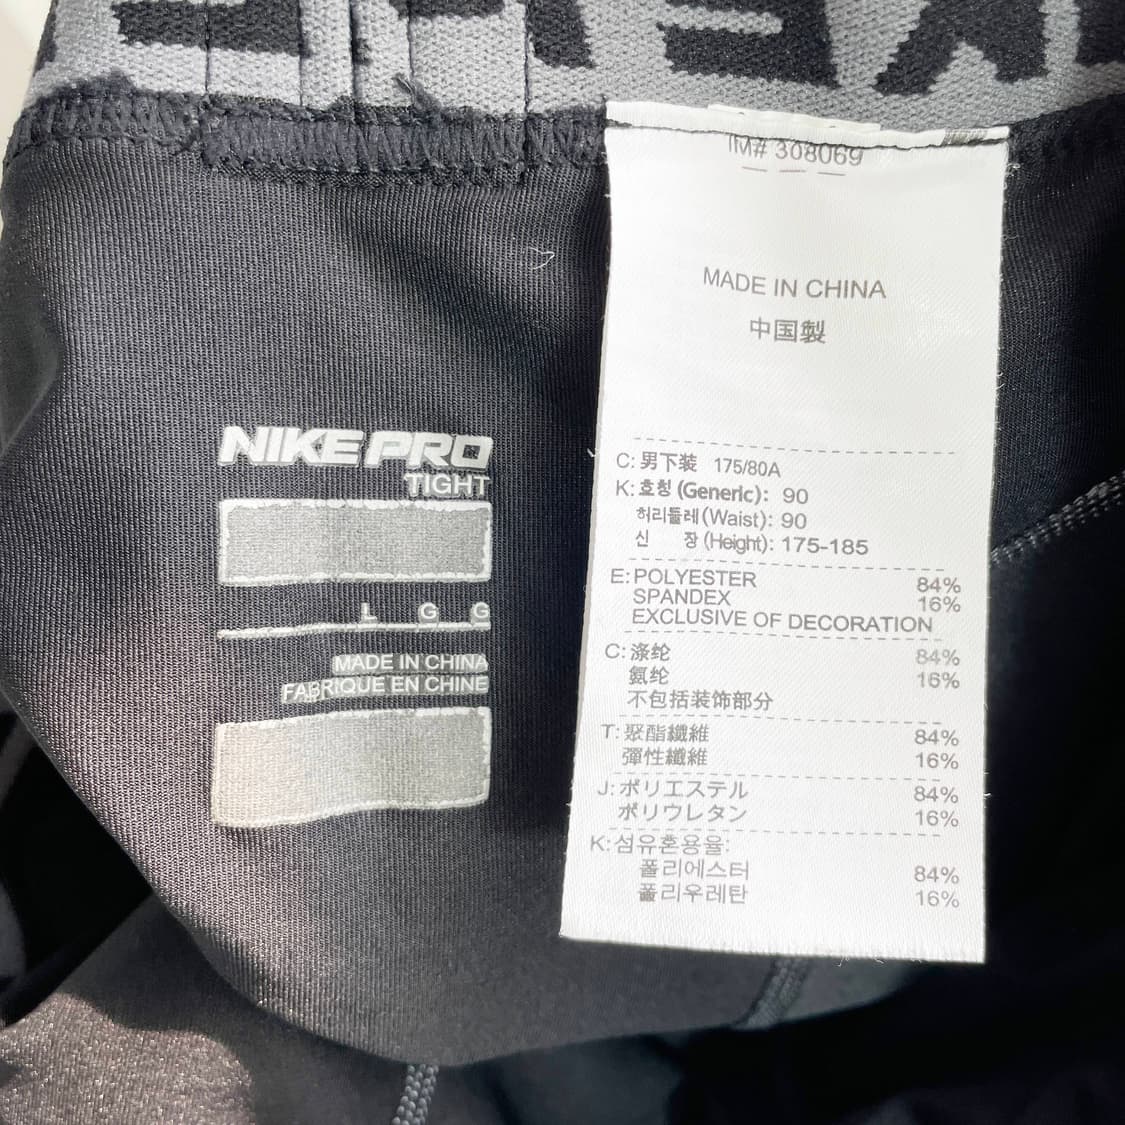 NIKE PRO
TIGHT
L G G
MADE IN CHINA
FABRIQUE EN CHINE
IM# 308069
MADE IN CHINA
中国製
C: 男下装 175/80A
K: 호칭 (Generic): 90
허리둘레(Waist): 90
신 장(Height): 175-185
E: POLYESTER 84%
SPANDEX 16%
EXCLUSIVE OF DECORATION
C: 涤纶 84%
氨纶 16%
不包括装饰部分
T: 聚酯纖維 84%
彈性纖維 16%
J: ポリエステル 84%
ポリウレタン 16%
K: 섬유혼용율:
폴리에스터 84%
폴리우레탄 16%